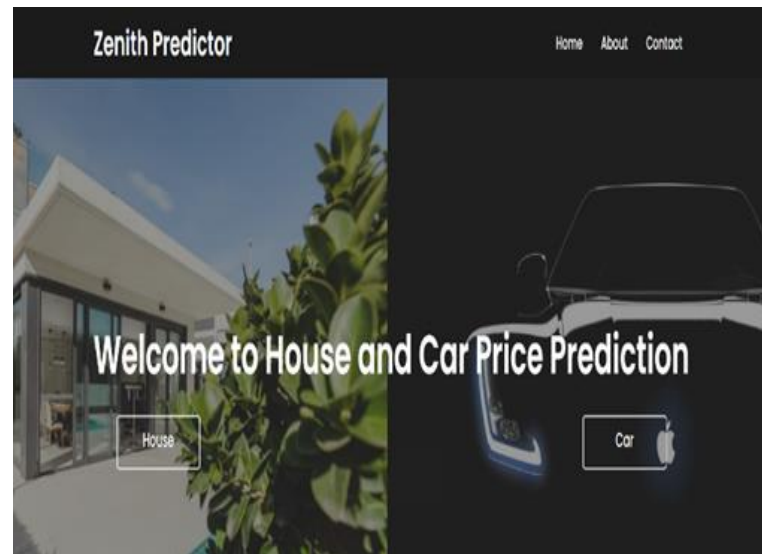 Zenith Predictor
Home About Contact
Welcome to House and Car Price Prediction
House Car